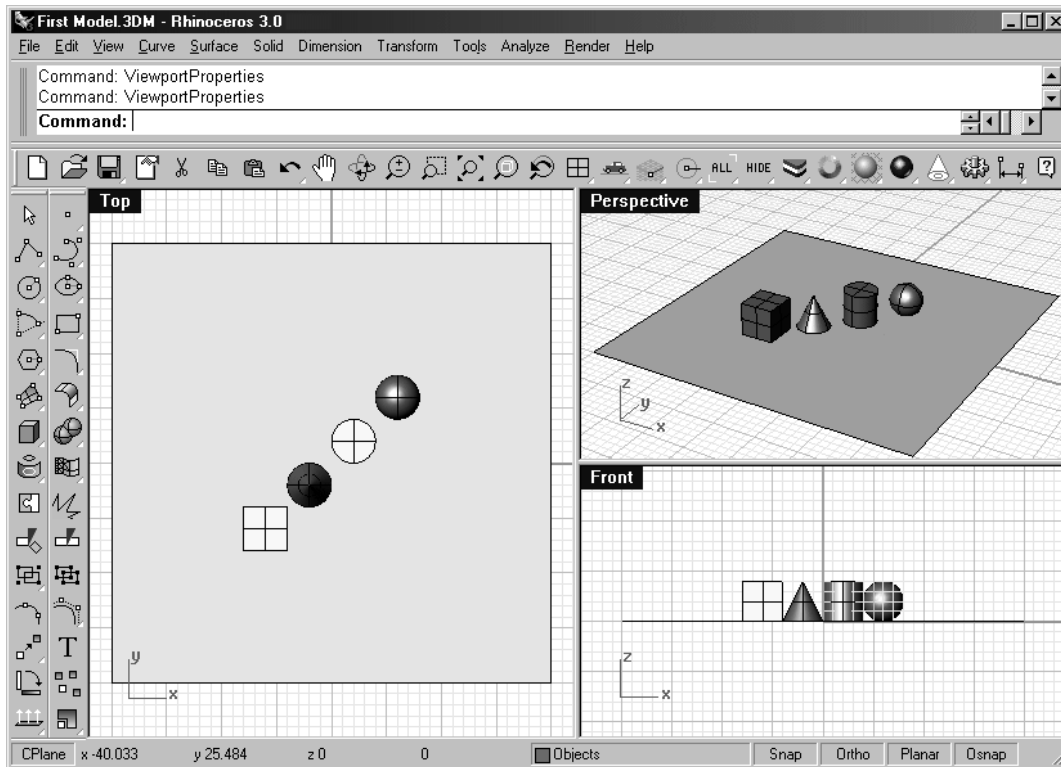 First Model.3DM - Rhinoceros 3.0
File Edit View Curve Surface Solid Dimension Transform Tools Analyze Render Help
Command: ViewportProperties
Command: ViewportProperties
Command:
ALL HIDE
Top
Perspective
z
y
x
Front
T
y
x
z
x
CPlane x -40.033 y 25.484 z 0 0 Objects Snap Ortho Planar Osnap